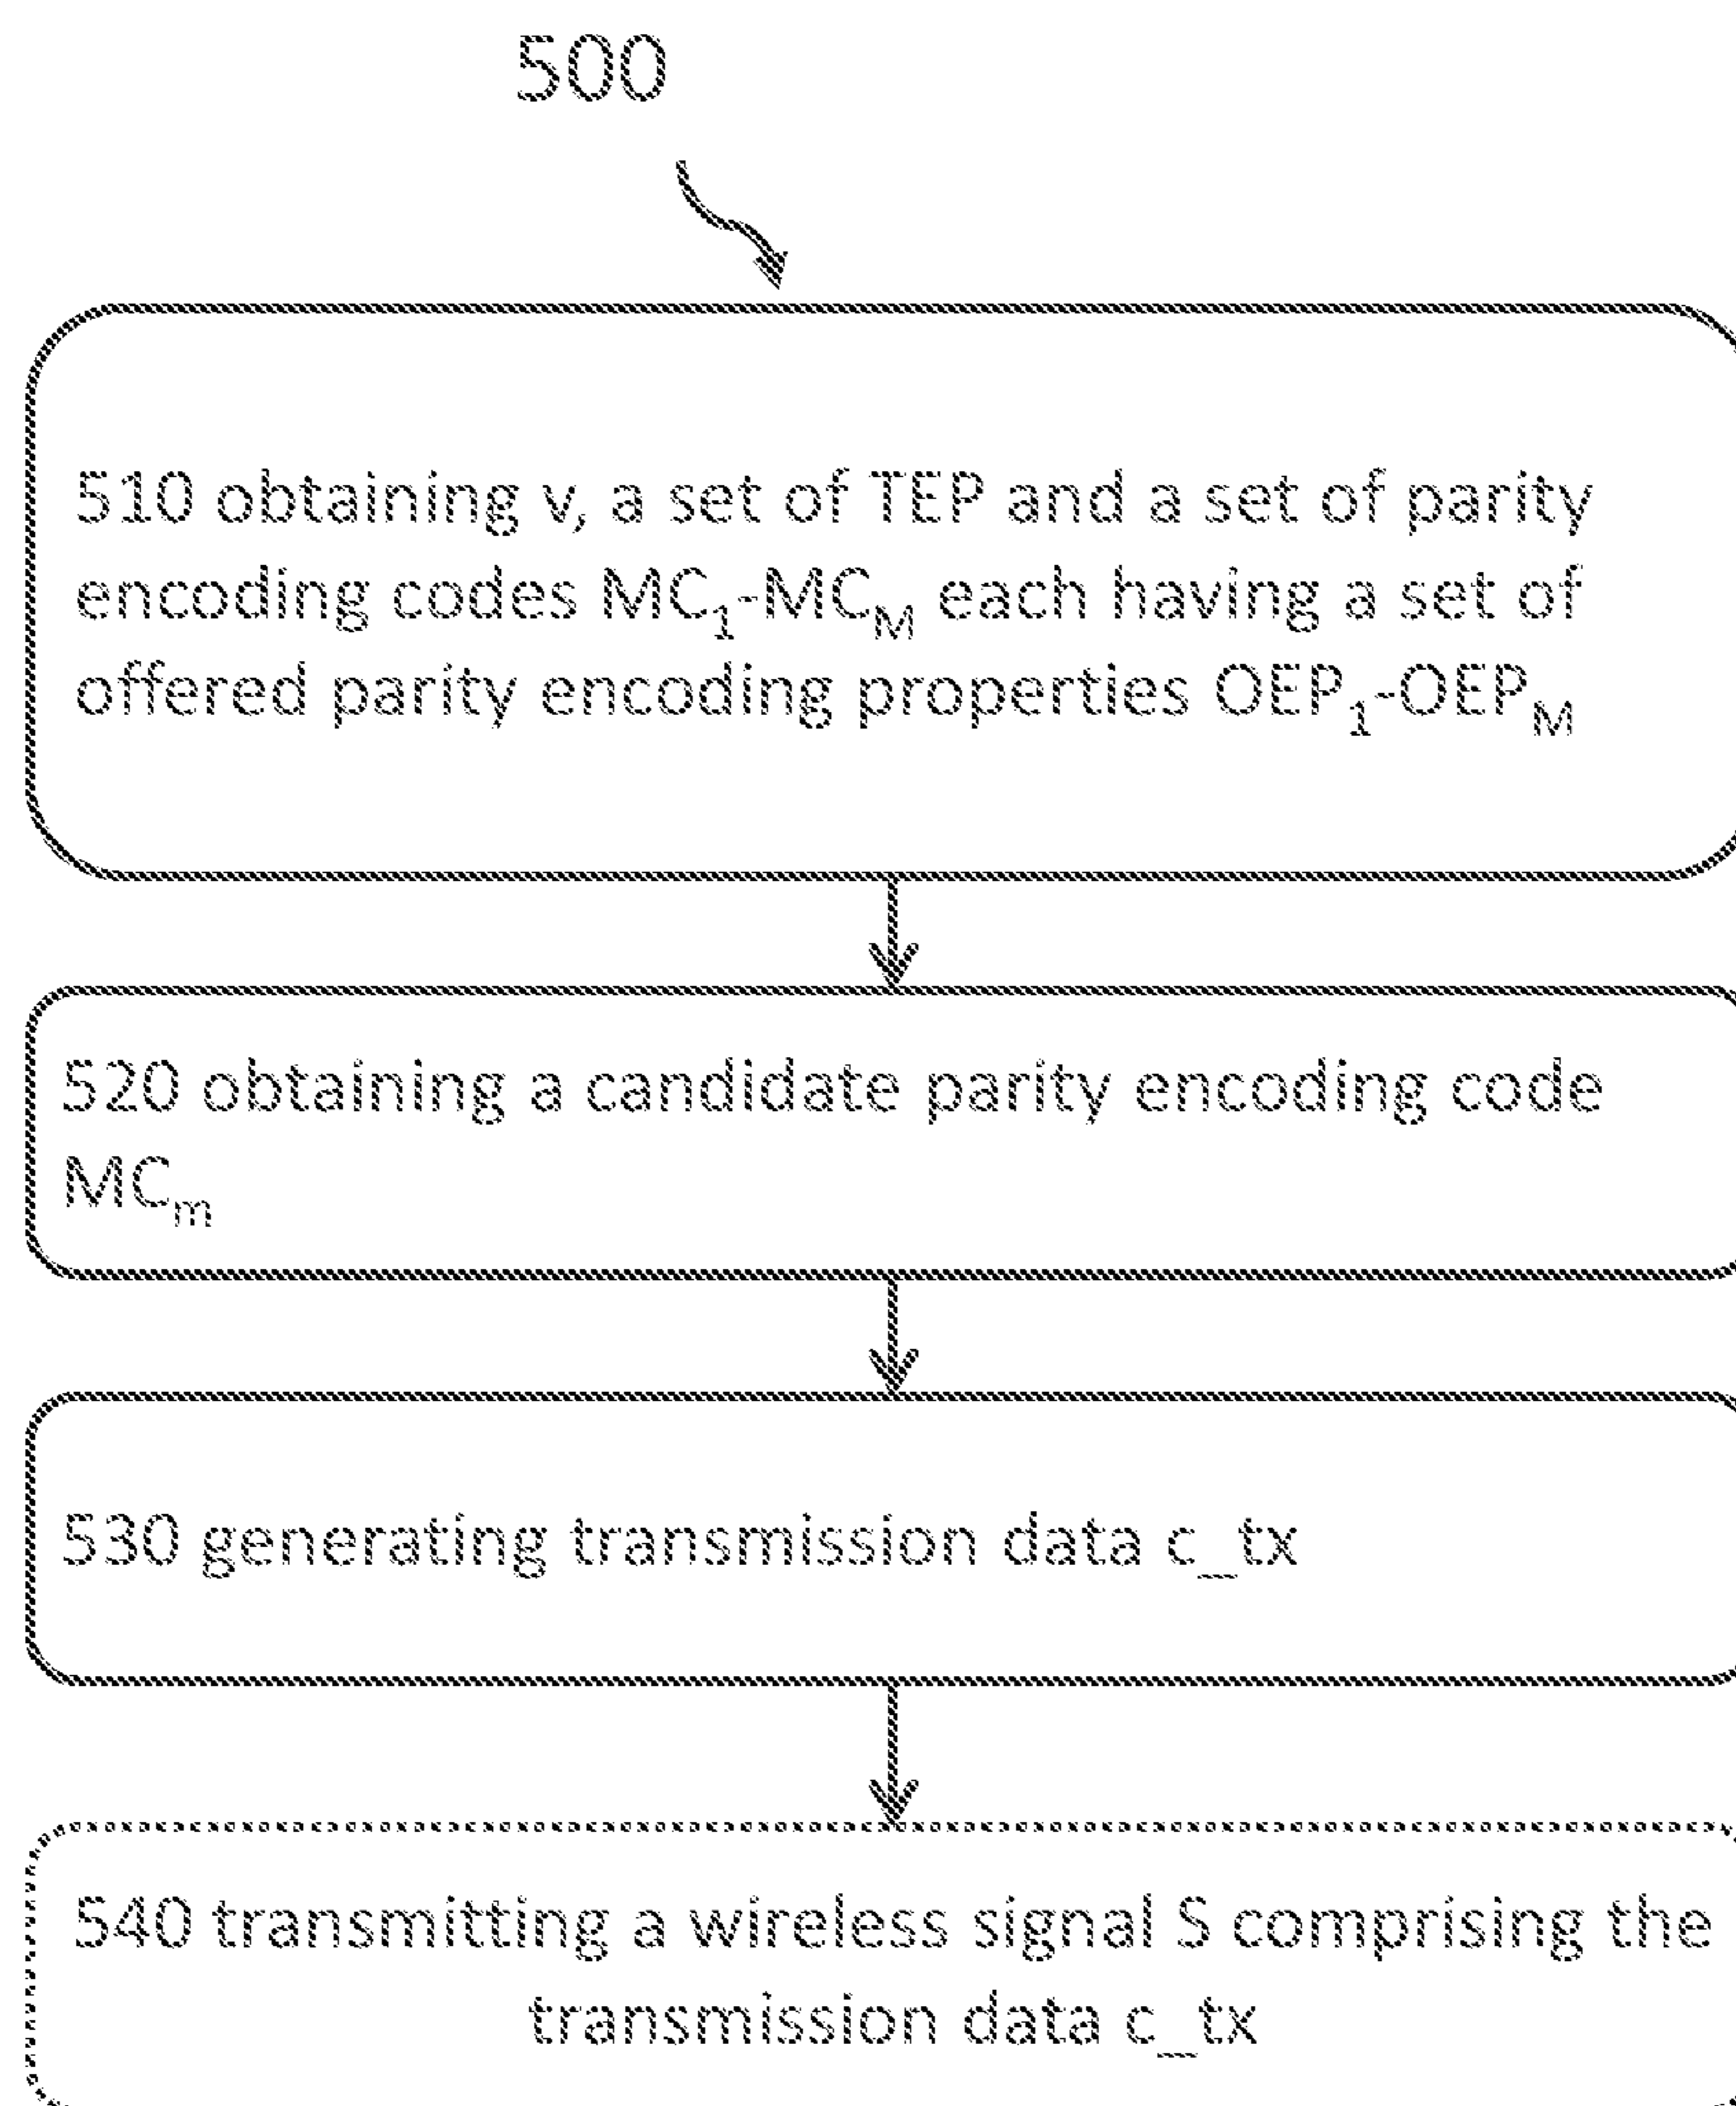 500
510 obtaining v, a set of TEP and a set of parity
encoding codes MC₁-MC_M each having a set of
offered parity encoding properties OEP₁-OEP_M
520 obtaining a candidate parity encoding code
MCₘ
530 generating transmission data c_tx
540 transmitting a wireless signal S comprising the
transmission data c_tx